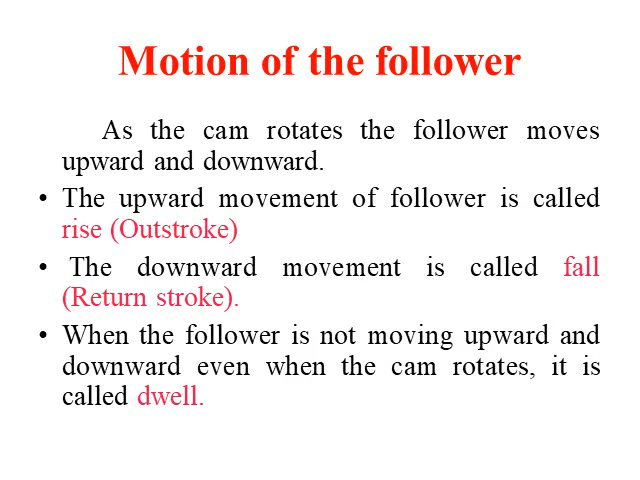 Motion of the follower
As the cam rotates the follower moves
upward and downward.
• The upward movement of follower is called
rise (Outstroke)
• The downward movement is called fall
(Return stroke).
• When the follower is not moving upward and
downward even when the cam rotates, it is
called dwell.